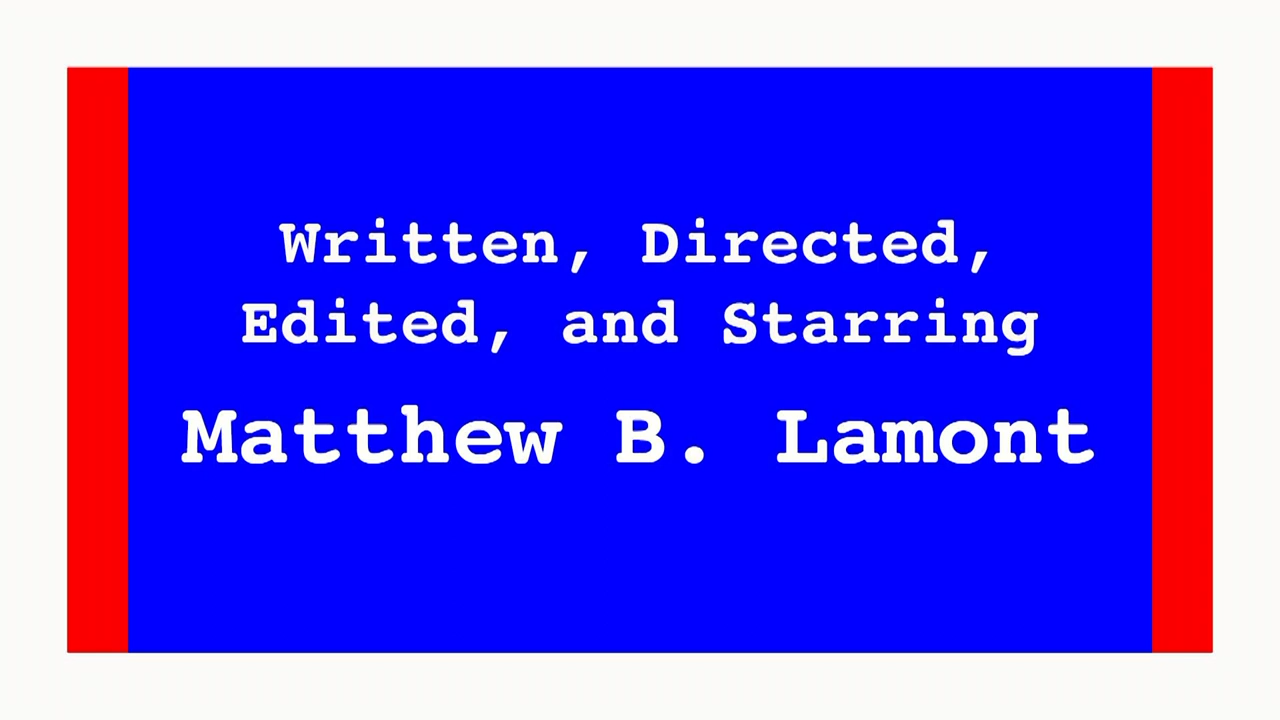 Written, Directed,
Edited, and Starring
Matthew B. Lamont